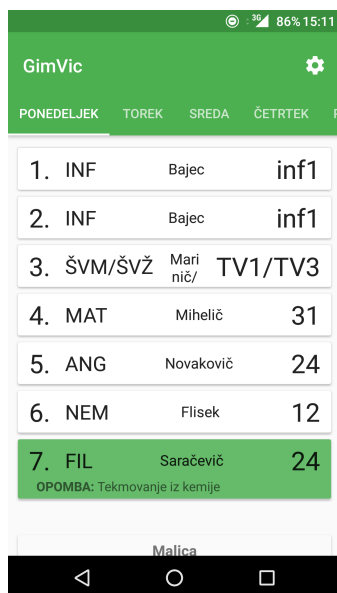 3G 86% 15:11
GimVic
PONEDELJEK TOREK SREDA ČETRTEK
1. INF Bajec inf1
2. INF Bajec inf1
3. ŠVM/ŠVŽ Mari TV1/TV3
nič/
4. MAT Mihelič 31
5. ANG Novakovič 24
6. NEM Flisek 12
7. FIL Saračevič 24
OPOMBA: Tekmovanje iz kemije
Malica